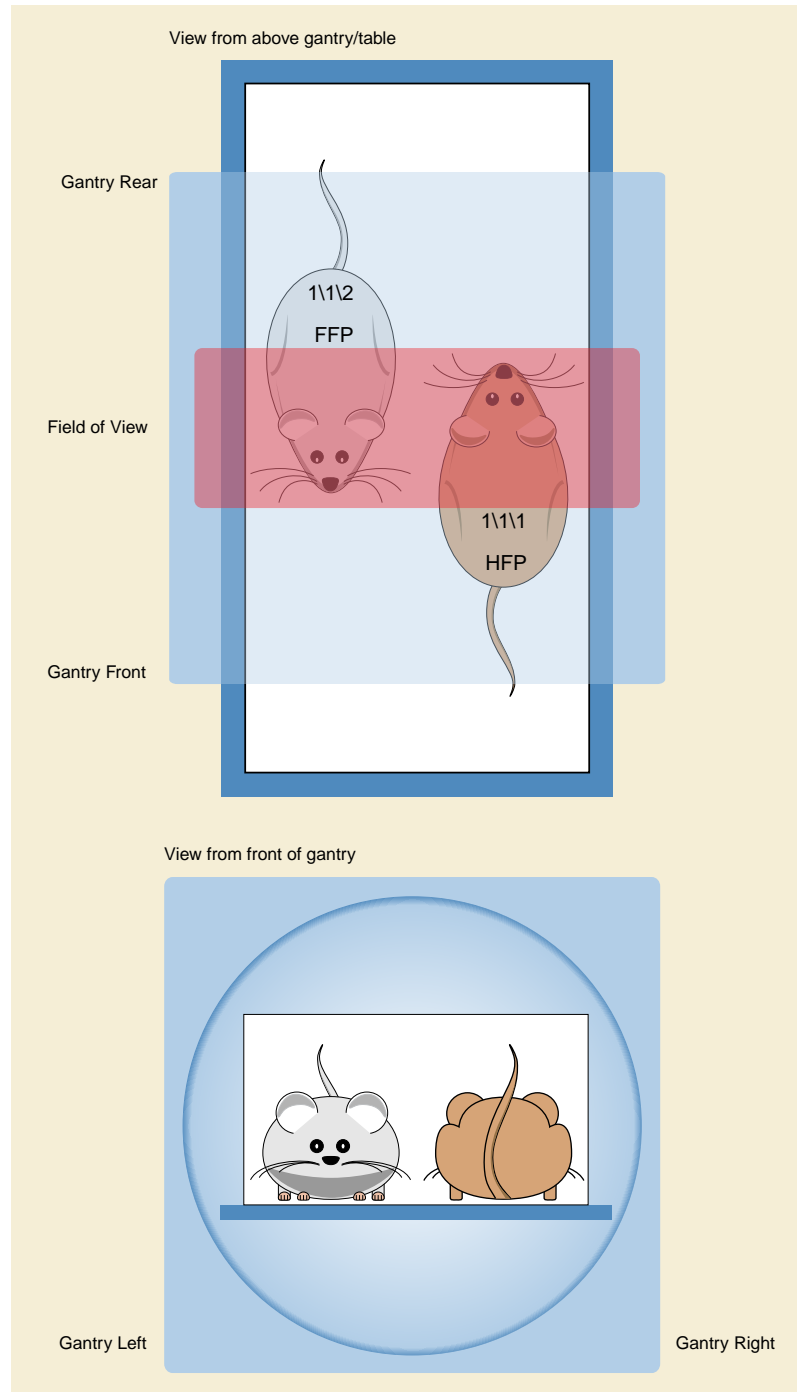 View from above gantry/table
Gantry Rear
1\1\2
FFP
Field of View
1\1\1
HFP
Gantry Front
View from front of gantry
Gantry Left
Gantry Right